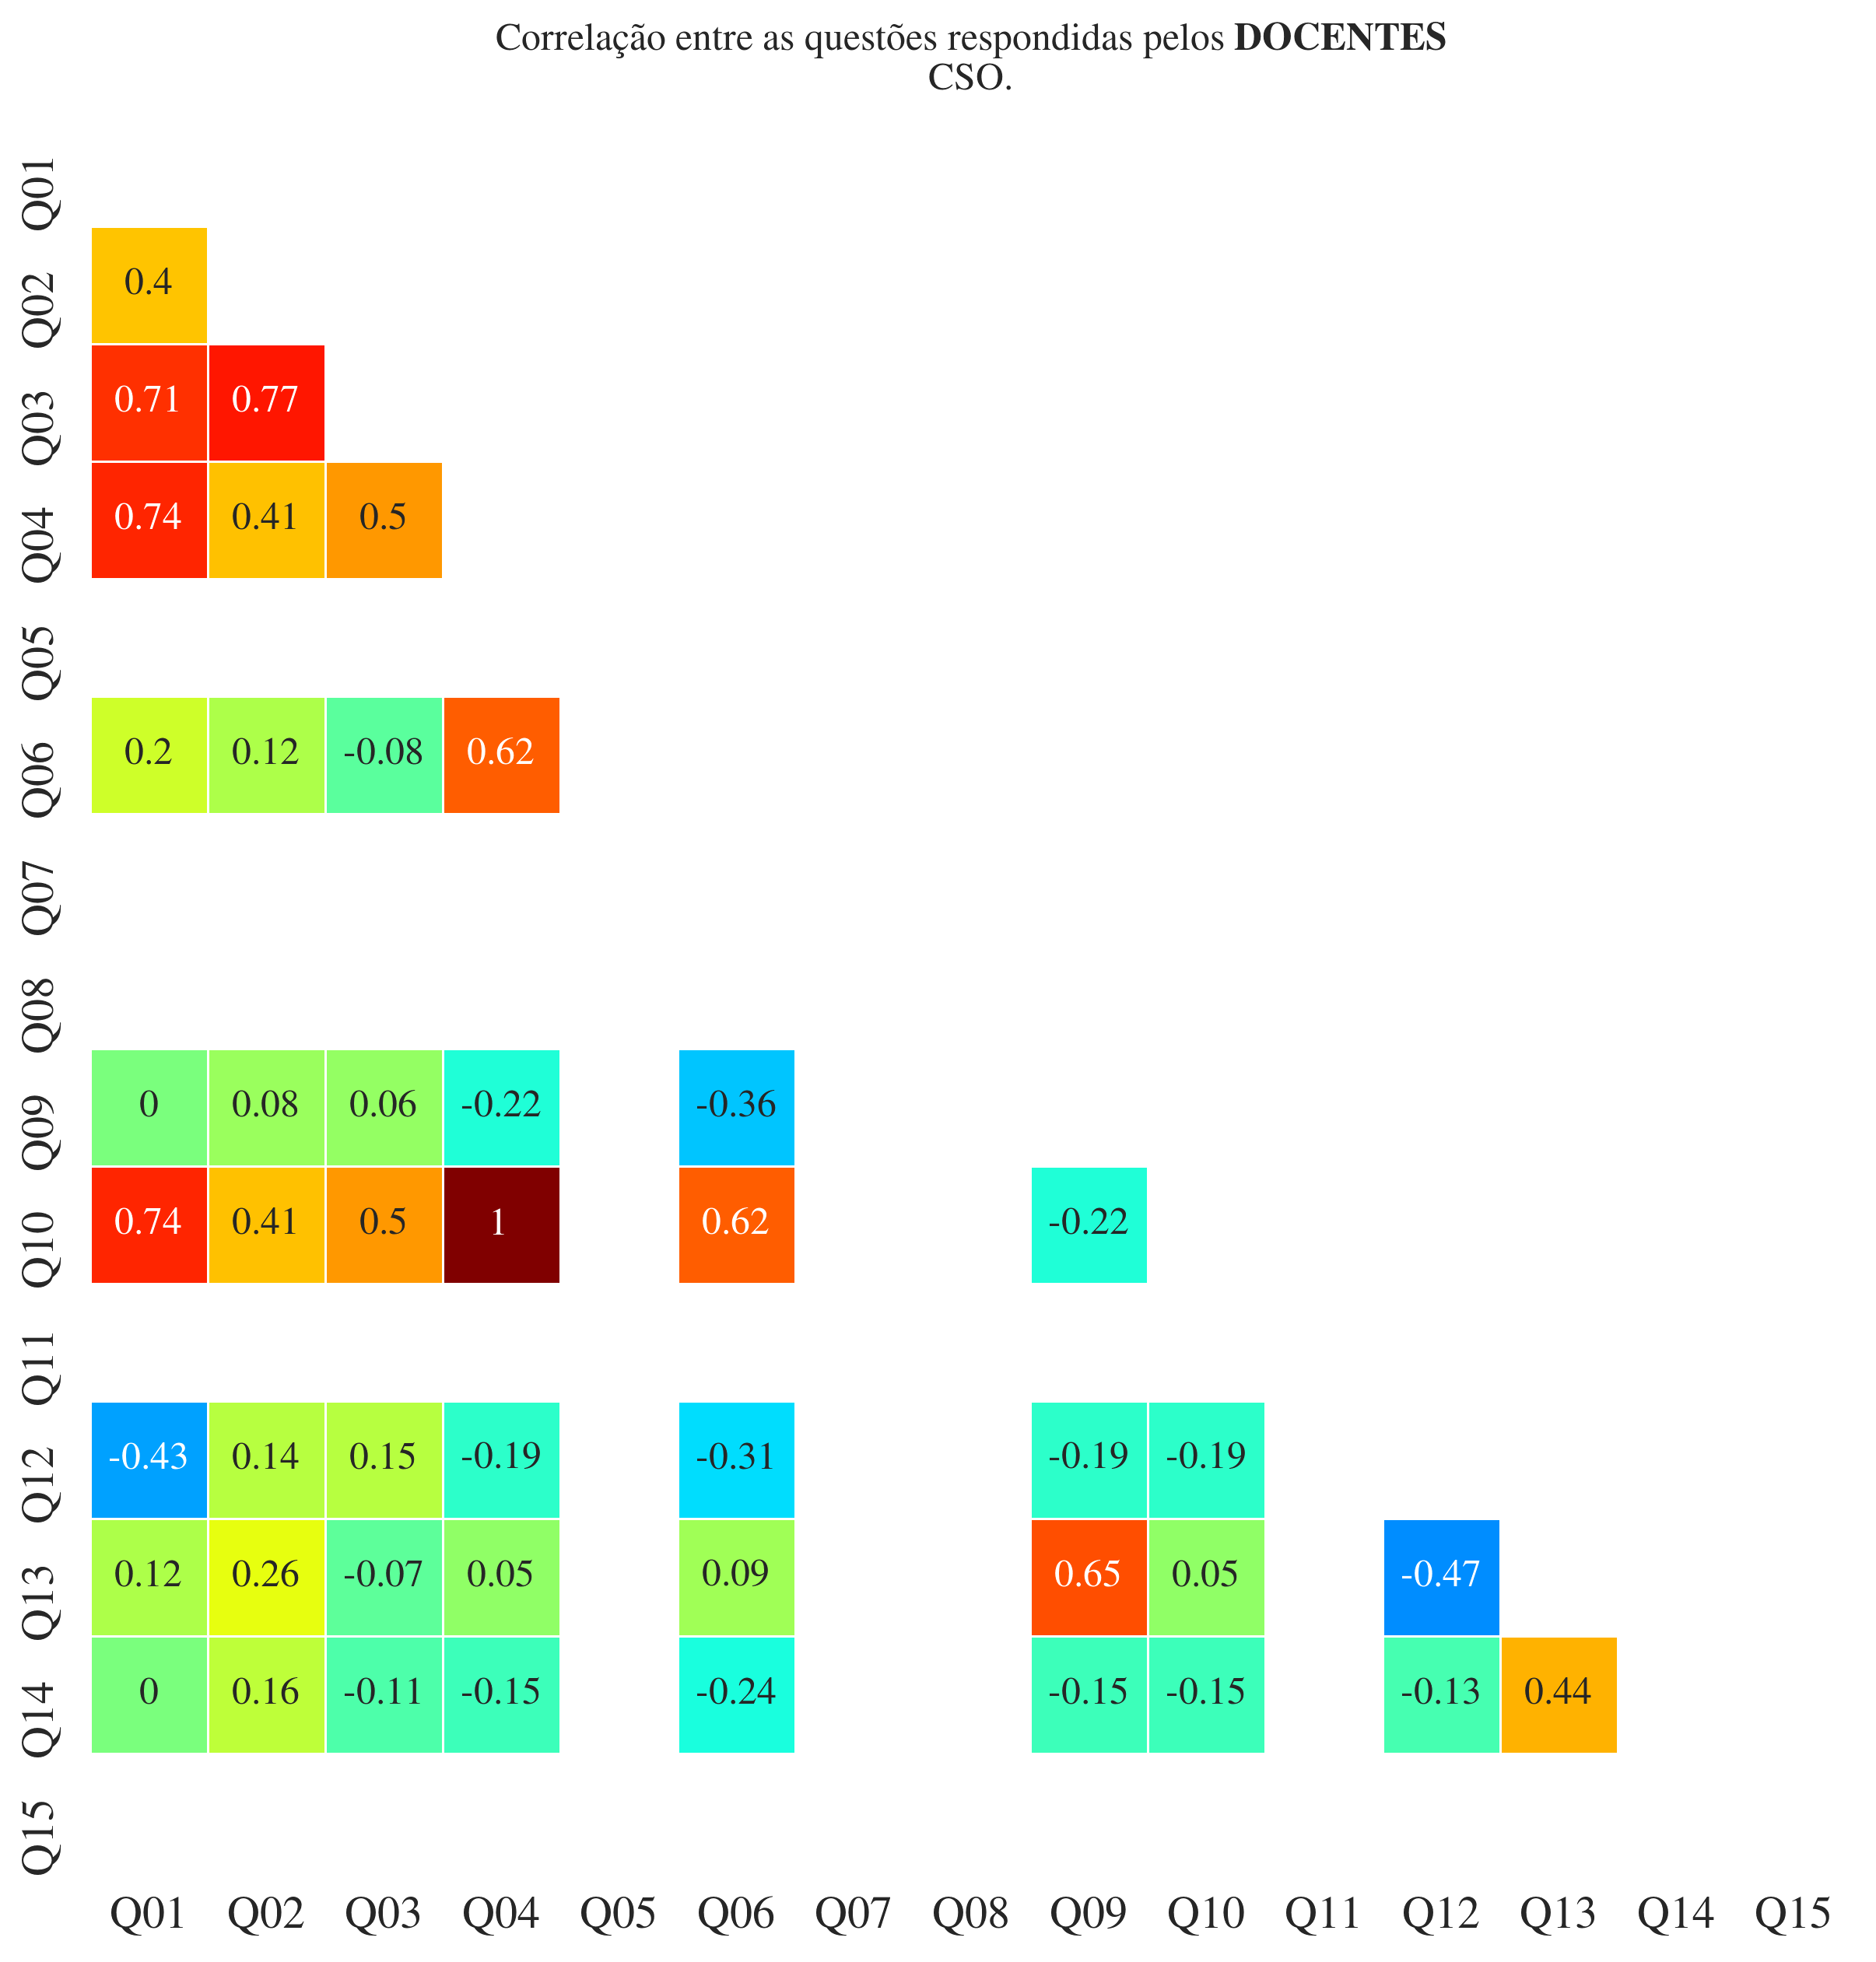 Correlação entre as questões respondidas pelos DOCENTES
CSO.
Q01
Q02 0.4
Q03 0.71 0.77
Q04 0.74 0.41 0.5
Q05
Q06 0.2 0.12 -0.08 0.62
Q07
Q08
Q09 0 0.08 0.06 -0.22 -0.36
Q10 0.74 0.41 0.5 1 0.62 -0.22
Q11
Q12 -0.43 0.14 0.15 -0.19 -0.31 -0.19 -0.19
Q13 0.12 0.26 -0.07 0.05 0.09 0.65 0.05 -0.47
Q14 0 0.16 -0.11 -0.15 -0.24 -0.15 -0.15 -0.13 0.44
Q15
Q01 Q02 Q03 Q04 Q05 Q06 Q07 Q08 Q09 Q10 Q11 Q12 Q13 Q14 Q15